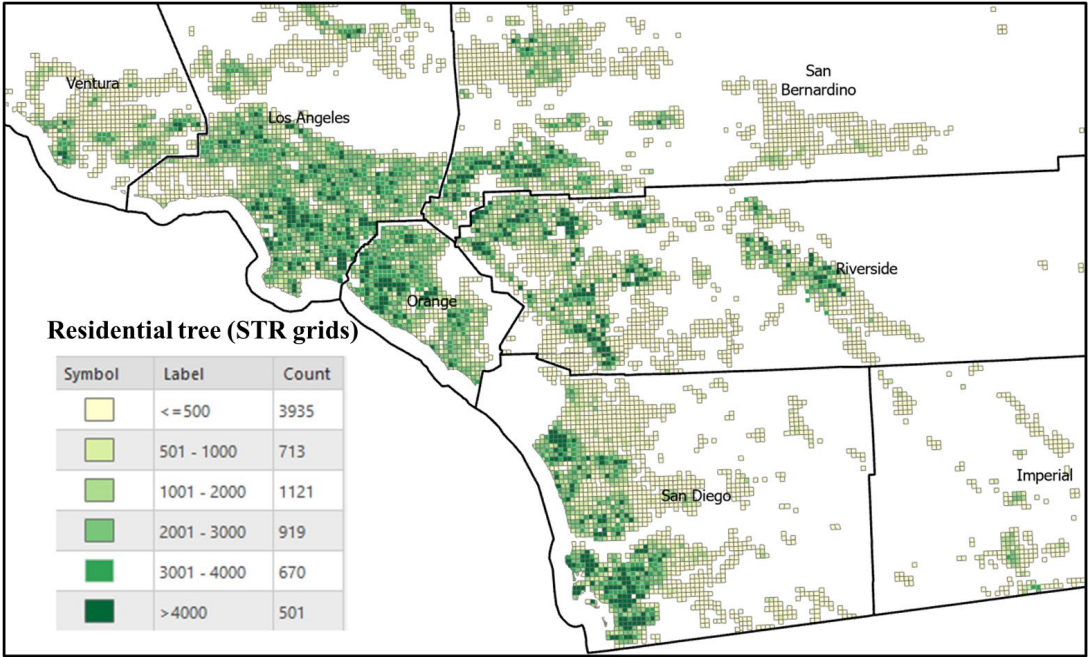 Ventura
Los Angeles
San
Bernardino
Riverside
Orange
San Diego
Imperial
Residential tree (STR grids)
Symbol Label Count
<=500 3935
501 - 1000 713
1001 - 2000 1121
2001 - 3000 919
3001 - 4000 670
>4000 501